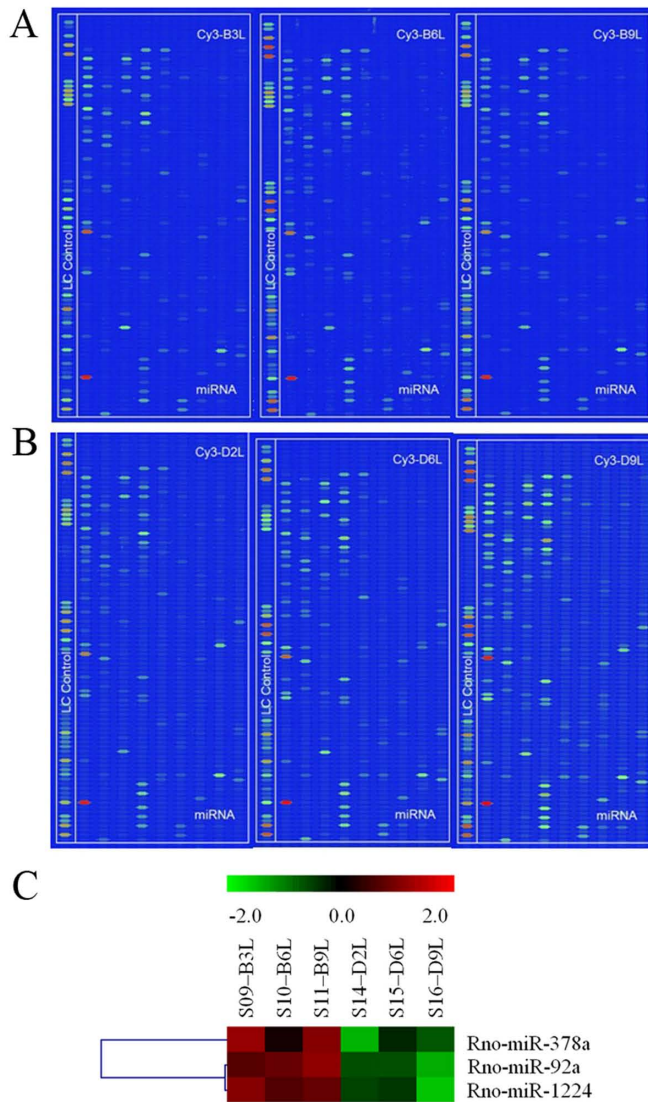 A
Cy3-B3L
Cy3-B6L
Cy3-B9L
LC Control
LC Control
LC Control
miRNA
miRNA
miRNA
B
Cy3-D2L
Cy3-D6L
Cy3-D9L
LC Control
LC Control
LC Control
miRNA
miRNA
miRNA
C
-2.0 0.0 2.0
S09–B3L
S10–B6L
S11–B9L
S14–D2L
S15–D6L
S16–D9L
Rno-miR-378a
Rno-miR-92a
Rno-miR-1224